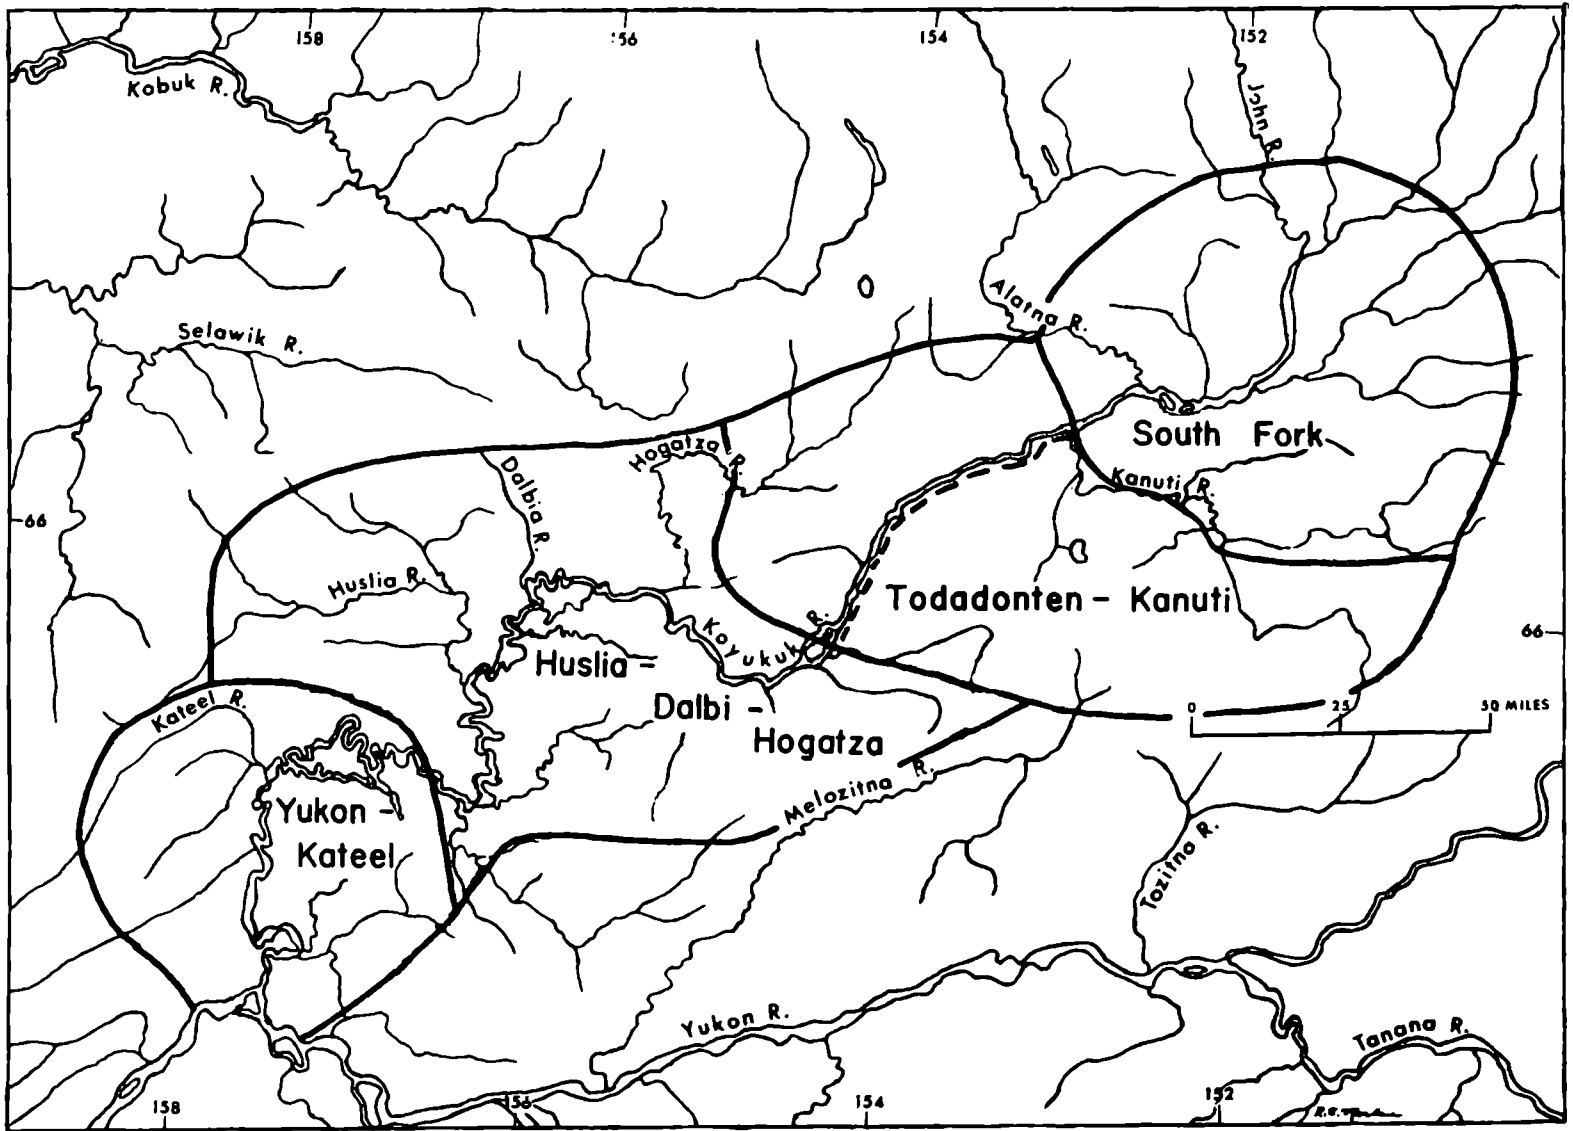 158
156
154
152
Kobuk R.
John R.
Selawik R.
Alatna R.
South Fork
Hogatza R.
Dalbia R.
Kanuti R.
66
Huslia R.
Todadonten - Kanuti
Koyukuk R.
66
Huslia -
Dalbi -
Hogatza
Kateel R.
0 25 50 MILES
Melozitna R.
Yukon -
Kateel
Tozitna R.
Yukon R.
Tanana R.
158
156
154
152